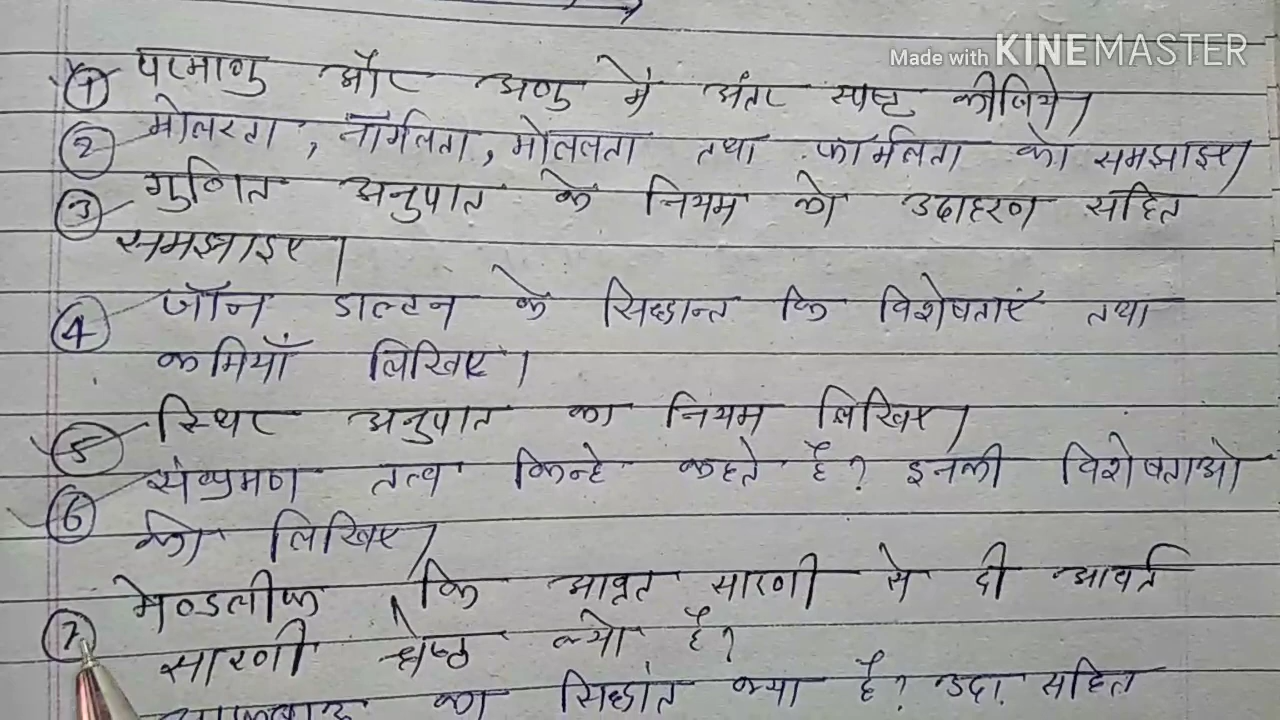 Made with KINEMASTER
① परमाणु और अणु में अंतर स्पष्ट कीजिये।
② मोलरता, नॉर्मलता, मोललता तथा फॉर्मलता को समझाइए।
③ गुणित अनुपात के नियम को उदाहरण सहित
समझाइए।
④ जॉन डाल्टन के सिद्धान्त कि विशेषताएं तथा
कमियाँ लिखिए।
⑤ स्थिर अनुपात का नियम लिखिए।
⑥ संक्रमण तत्व किन्हे कहते है? इनकी विशेषताओ
को लिखिए।
⑦ मेण्डलीफ कि आवृत सारणी से दी आवर्त
सारणी श्रेष्ठ क्यो है?
का सिद्धांत क्या है? उदा. सहित